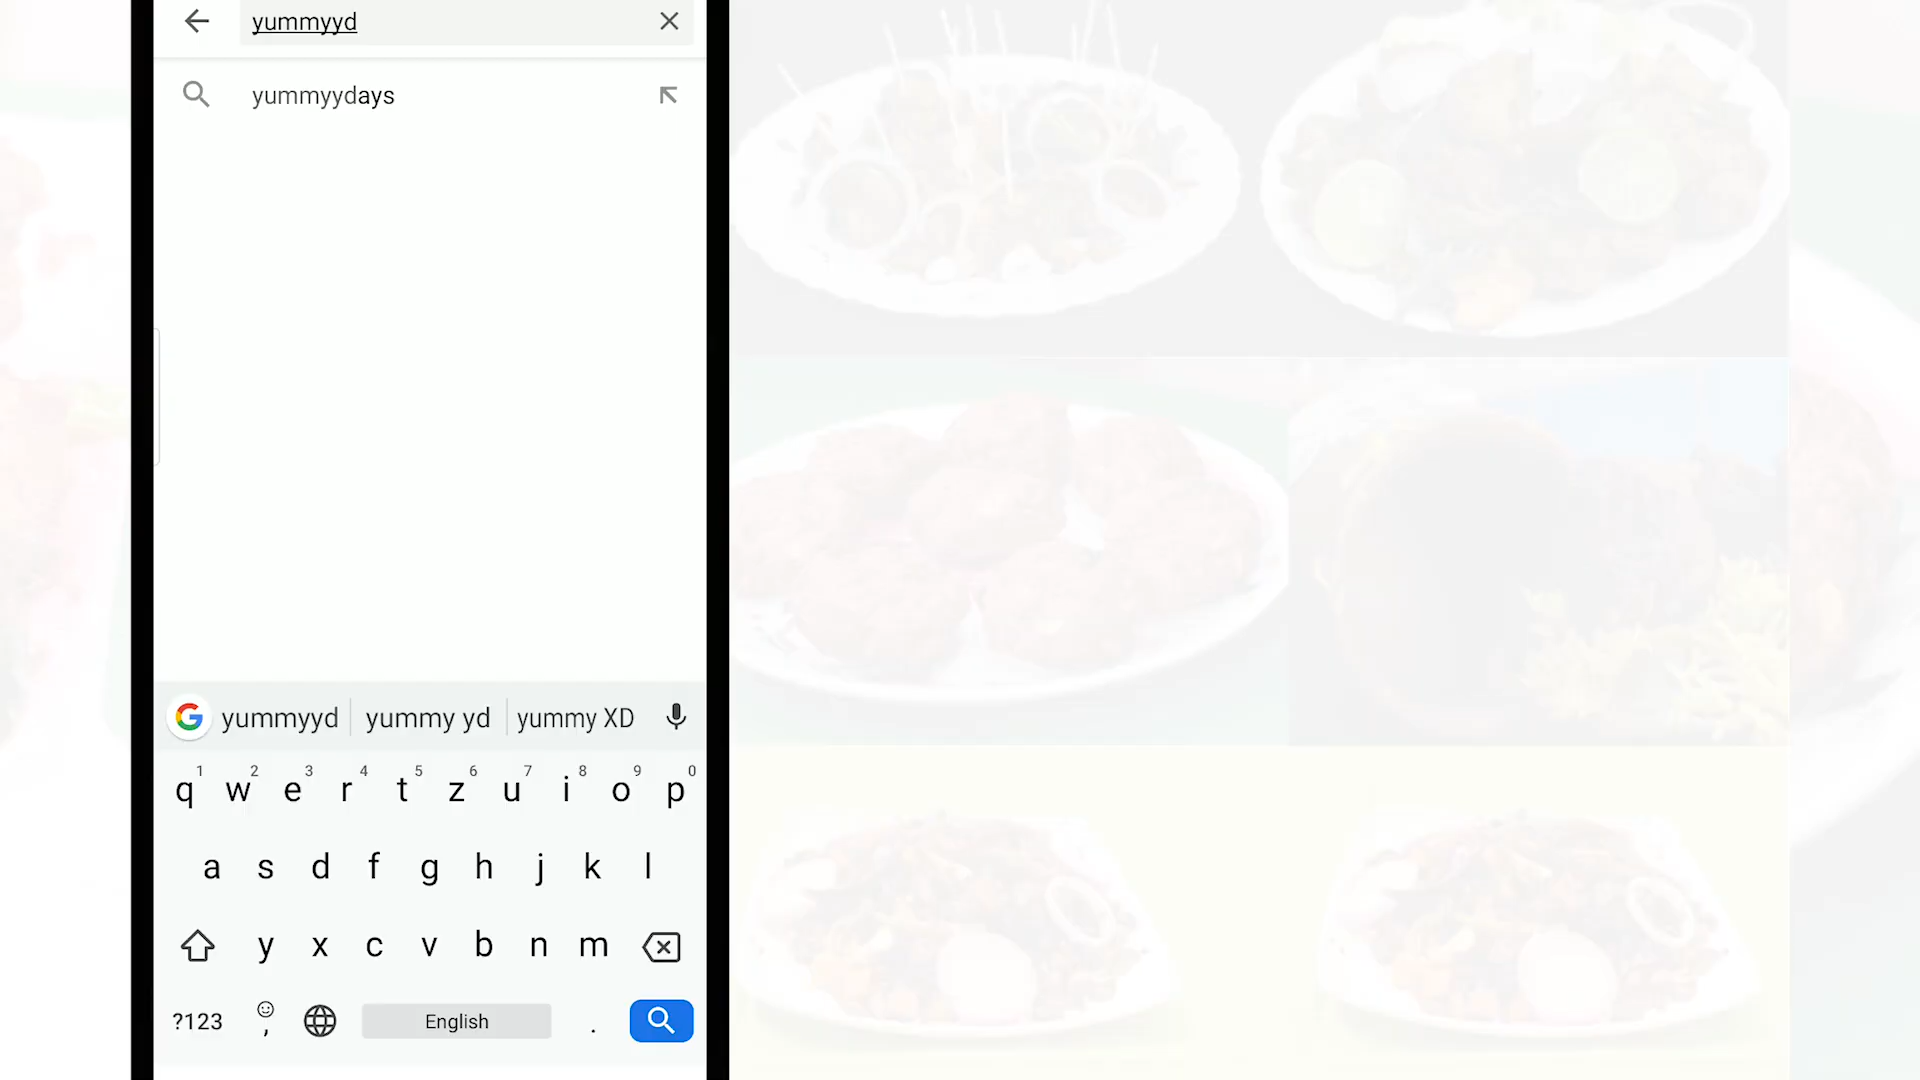 yummyyd
yummyydays
yummyyd yummy yd yummy XD
1 2 3 4 5 6 7 8 9 0
q w e r t z u i o p
a s d f g h j k l
y x c v b n m
?123 , English .